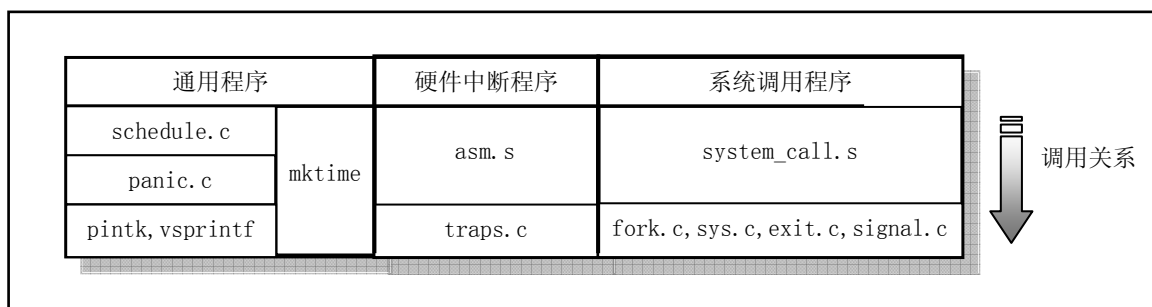 通用程序 硬件中断程序 系统调用程序
schedule.c
mktime asm.s system_call.s
panic.c
pintk,vsprintf traps.c fork.c,sys.c,exit.c,signal.c
调用关系